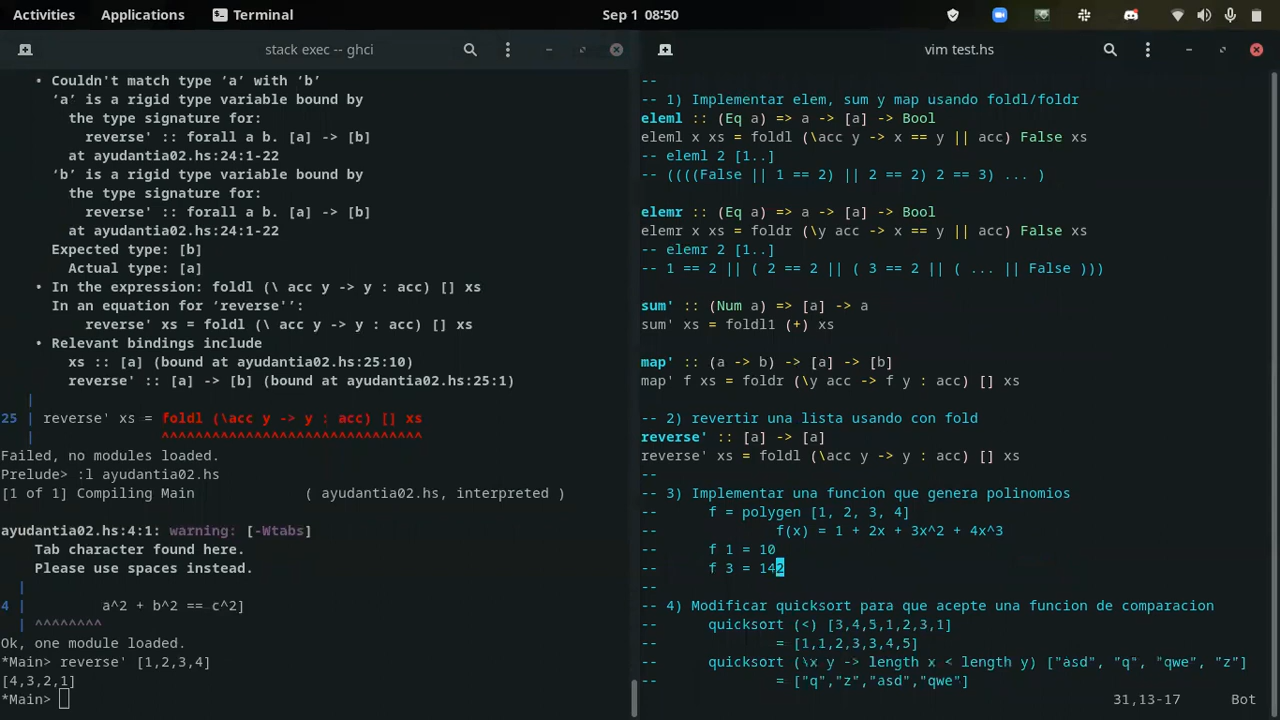 Activities Applications Terminal Sep 1 08:50
stack exec -- ghci
• Couldn't match type ‘a’ with ’b’
‘a’ is a rigid type variable bound by
the type signature for:
reverse' :: forall a b. [a] -> [b]
at ayudantia02.hs:24:1-22
‘b’ is a rigid type variable bound by
the type signature for:
reverse' :: forall a b. [a] -> [b]
at ayudantia02.hs:24:1-22
Expected type: [b]
Actual type: [a]
• In the expression: foldl (\ acc y -> y : acc) [] xs
In an equation for ‘reverse'’:
reverse' xs = foldl (\ acc y -> y : acc) [] xs
• Relevant bindings include
xs :: [a] (bound at ayudantia02.hs:25:10)
reverse' :: [a] -> [b] (bound at ayudantia02.hs:25:1)
|
25 | reverse' xs = foldl (\acc y -> y : acc) [] xs
| ^^^^^^^^^^^^^^^^^^^^^^^^^^^^^^^
Failed, no modules loaded.
Prelude> :l ayudantia02.hs
[1 of 1] Compiling Main ( ayudantia02.hs, interpreted )
ayudantia02.hs:4:1: warning: [-Wtabs]
Tab character found here.
Please use spaces instead.
|
4 | a^2 + b^2 == c^2]
| ^^^^^^^^
Ok, one module loaded.
*Main> reverse' [1,2,3,4]
[4,3,2,1]
*Main>
vim test.hs
--
-- 1) Implementar elem, sum y map usando foldl/foldr
eleml :: (Eq a) => a -> [a] -> Bool
eleml x xs = foldl (\acc y -> x == y || acc) False xs
-- eleml 2 [1..]
-- ((((False || 1 == 2) || 2 == 2) 2 == 3) ... )
elemr :: (Eq a) => a -> [a] -> Bool
elemr x xs = foldr (\y acc -> x == y || acc) False xs
-- elemr 2 [1..]
-- 1 == 2 || ( 2 == 2 || ( 3 == 2 || ( ... || False )))
sum' :: (Num a) => [a] -> a
sum' xs = foldl1 (+) xs
map' :: (a -> b) -> [a] -> [b]
map' f xs = foldr (\y acc -> f y : acc) [] xs
-- 2) revertir una lista usando con fold
reverse' :: [a] -> [a]
reverse' xs = foldl (\acc y -> y : acc) [] xs
--
-- 3) Implementar una funcion que genera polinomios
-- f = polygen [1, 2, 3, 4]
-- f(x) = 1 + 2x + 3x^2 + 4x^3
-- f 1 = 10
-- f 3 = 142
--
-- 4) Modificar quicksort para que acepte una funcion de comparacion
-- quicksort (<) [3,4,5,1,2,3,1]
-- = [1,1,2,3,3,4,5]
-- quicksort (\x y -> length x < length y) ["asd", "q", "qwe", "z"]
-- = ["q","z","asd","qwe"]
31,13-17 Bot